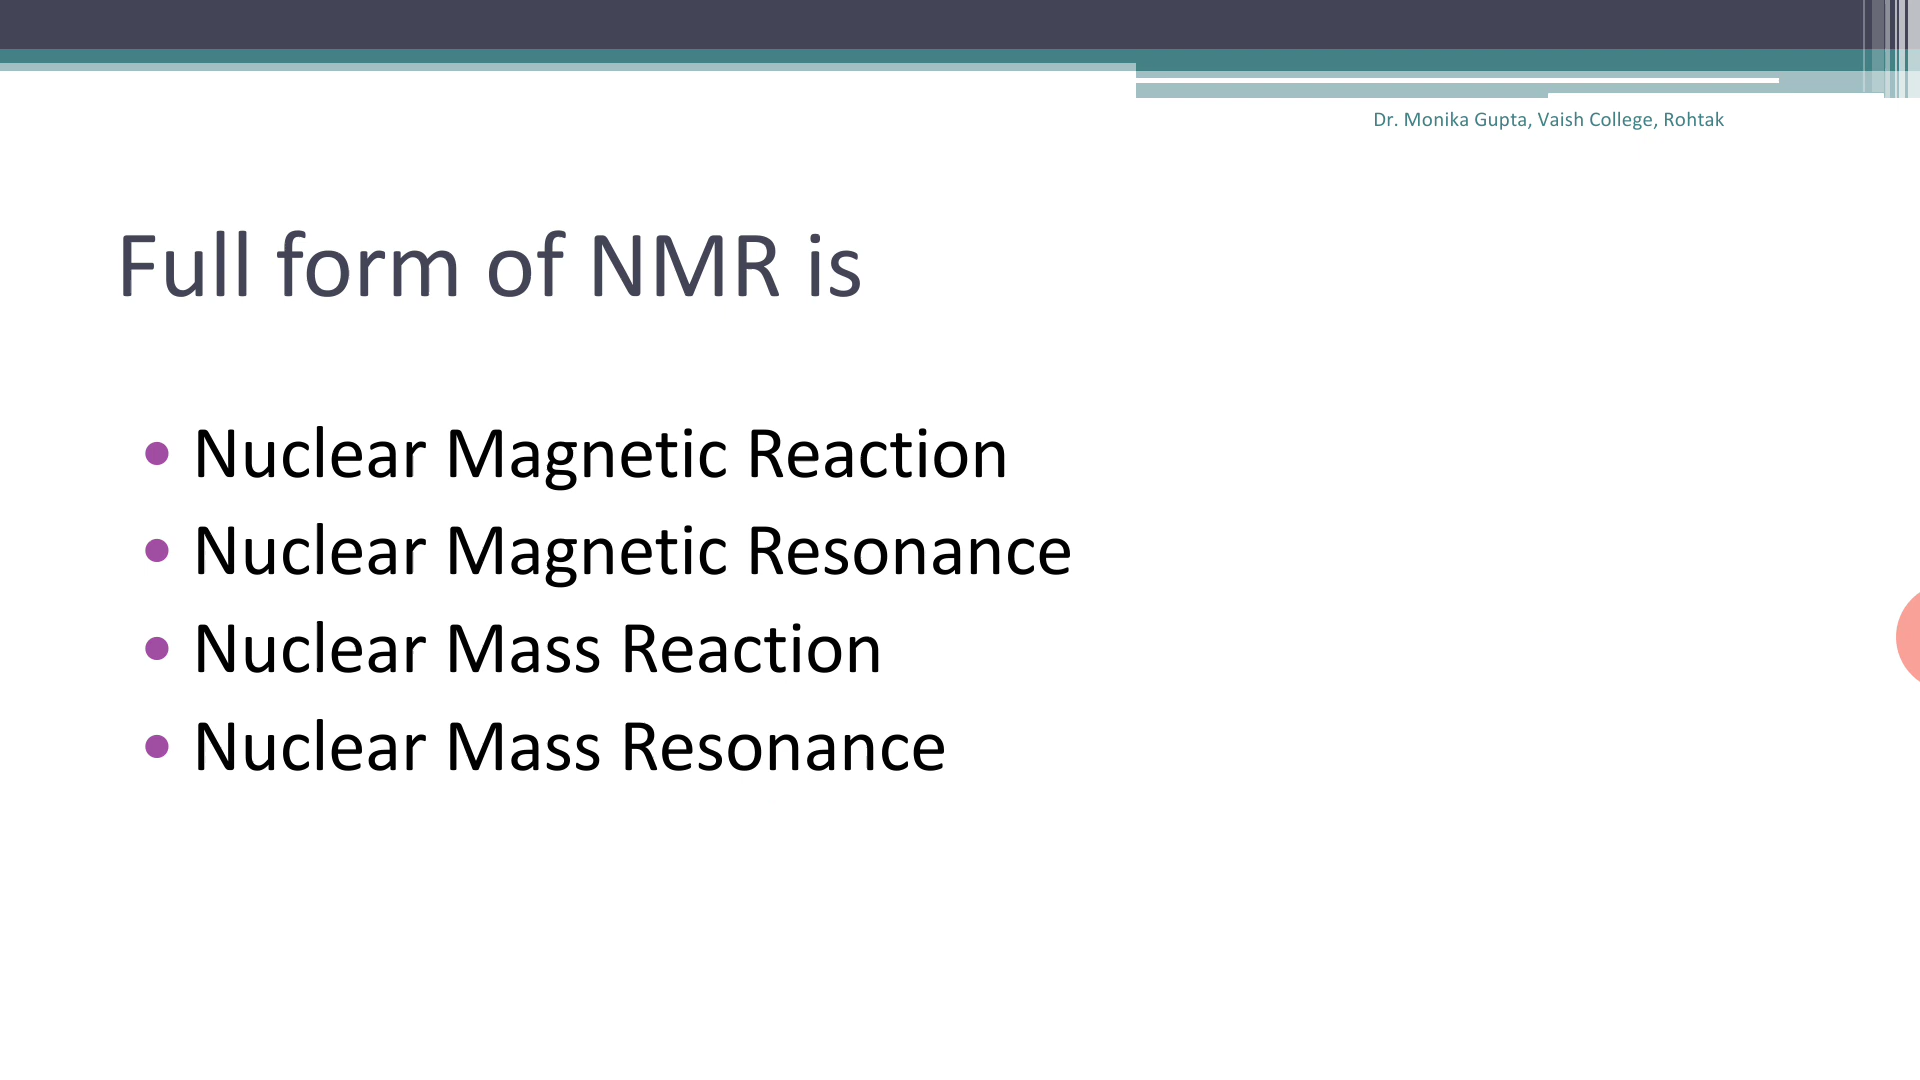 Dr. Monika Gupta, Vaish College, Rohtak
Full form of NMR is
• Nuclear Magnetic Reaction
• Nuclear Magnetic Resonance
• Nuclear Mass Reaction
• Nuclear Mass Resonance